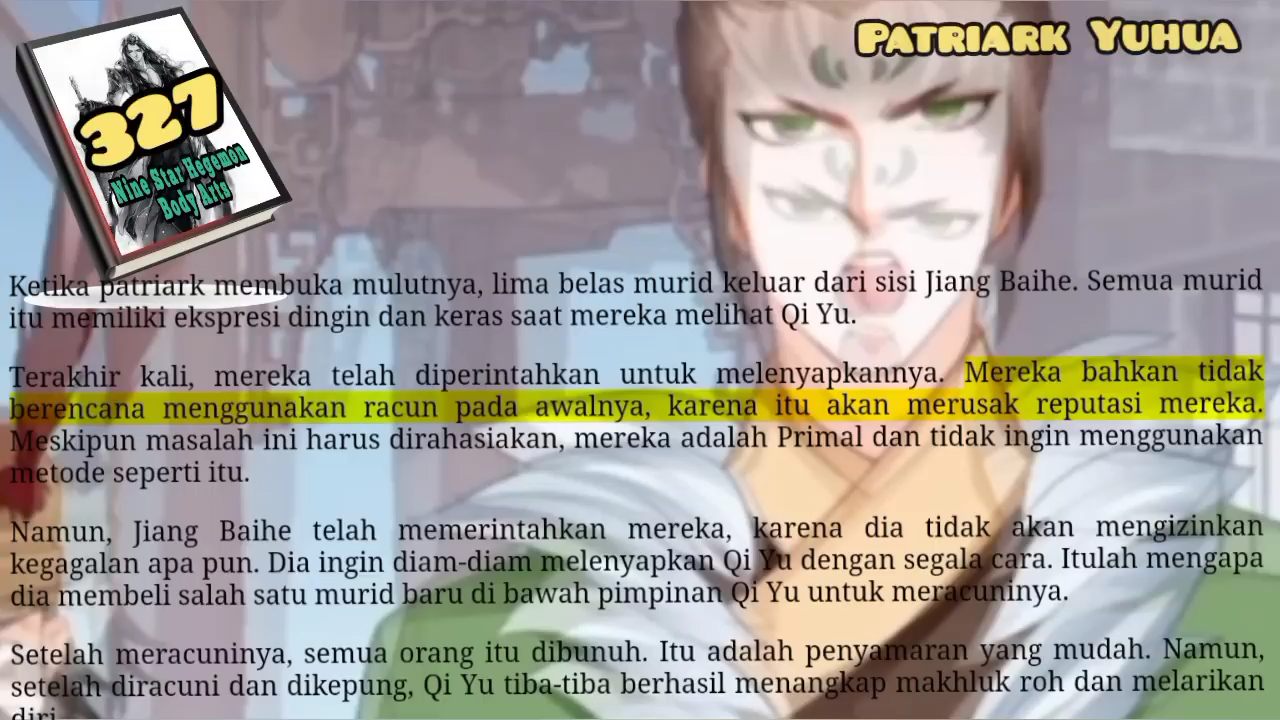 Patriark Yuhua
327
Nine Star Hegemon
Body Arts
Ketika patriark membuka mulutnya, lima belas murid keluar dari sisi Jiang Baihe. Semua murid
itu memiliki ekspresi dingin dan keras saat mereka melihat Qi Yu.
Terakhir kali, mereka telah diperintahkan untuk melenyapkannya. Mereka bahkan tidak
berencana menggunakan racun pada awalnya, karena itu akan merusak reputasi mereka.
Meskipun masalah ini harus dirahasiakan, mereka adalah Primal dan tidak ingin menggunakan
metode seperti itu.
Namun, Jiang Baihe telah memerintahkan mereka, karena dia tidak akan mengizinkan
kegagalan apa pun. Dia ingin diam-diam melenyapkan Qi Yu dengan segala cara. Itulah mengapa
dia membeli salah satu murid baru di bawah pimpinan Qi Yu untuk meracuninya.
Setelah meracuninya, semua orang itu dibunuh. Itu adalah penyamaran yang mudah. Namun,
setelah diracuni dan dikepung, Qi Yu tiba-tiba berhasil menangkap makhluk roh dan melarikan
diri.